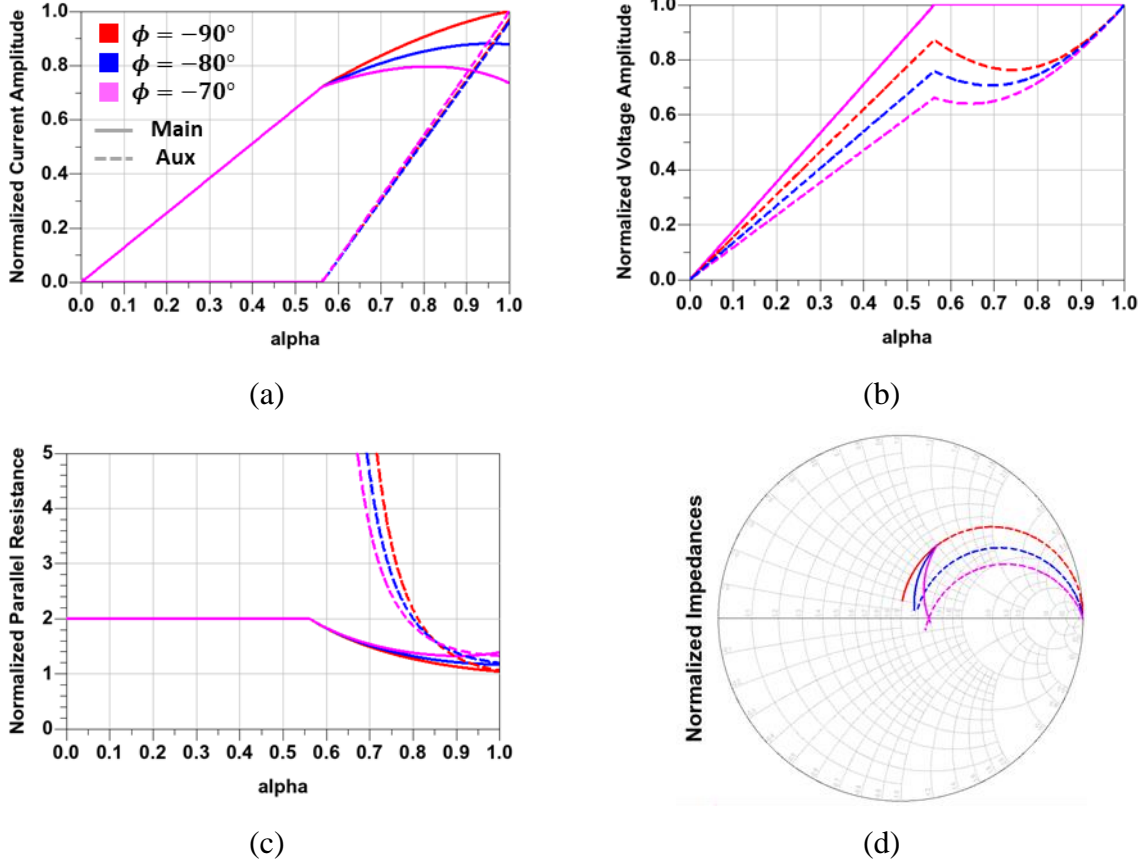 Normalized Current Amplitude
1.0
0.8
0.6
0.4
0.2
0.0
ϕ = −90°
ϕ = −80°
ϕ = −70°
Main
Aux
0.0 0.1 0.2 0.3 0.4 0.5 0.6 0.7 0.8 0.9 1.0
alpha
(a)
Normalized Voltage Amplitude
1.0
0.8
0.6
0.4
0.2
0.0
0.0 0.1 0.2 0.3 0.4 0.5 0.6 0.7 0.8 0.9 1.0
alpha
(b)
Normalized Parallel Resistance
5
4
3
2
1
0
0.0 0.1 0.2 0.3 0.4 0.5 0.6 0.7 0.8 0.9 1.0
alpha
(c)
Normalized Impedances
(d)